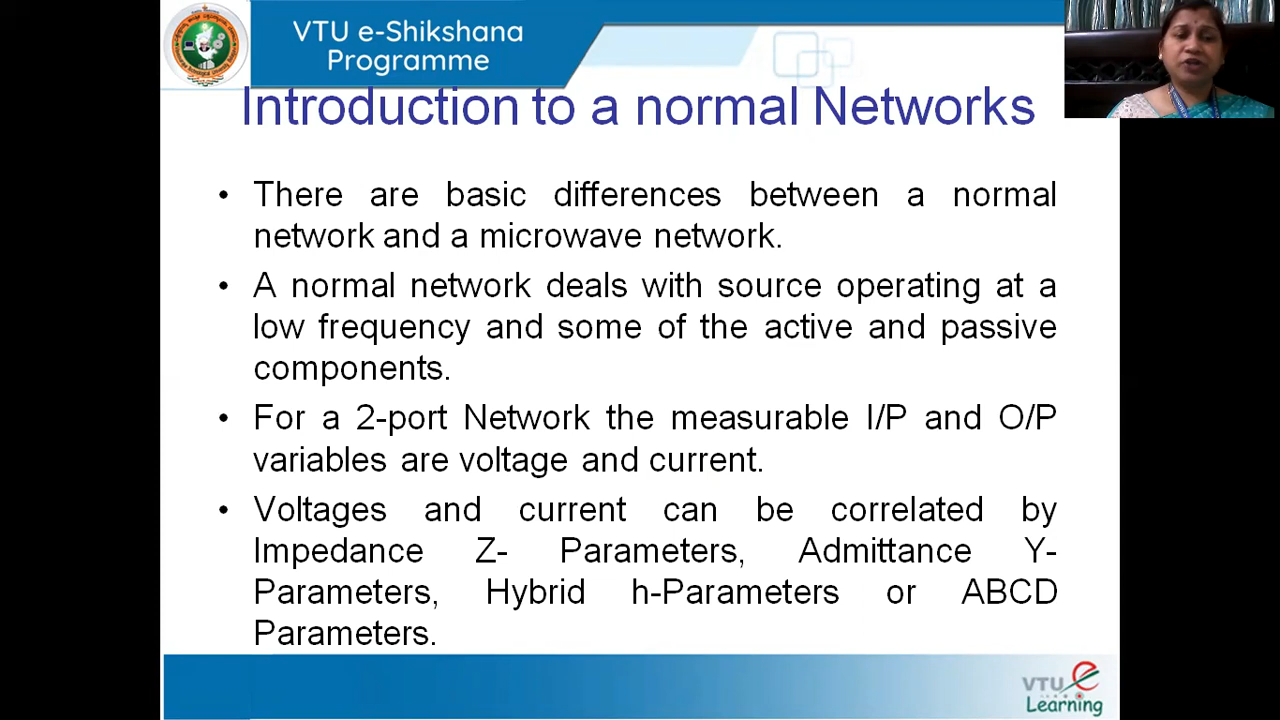 VTU e-Shikshana
Programme
Introduction to a normal Networks
• There are basic differences between a normal
network and a microwave network.
• A normal network deals with source operating at a
low frequency and some of the active and passive
components.
• For a 2-port Network the measurable I/P and O/P
variables are voltage and current.
• Voltages and current can be correlated by
Impedance Z- Parameters, Admittance Y-
Parameters, Hybrid h-Parameters or ABCD
Parameters.
VTU e
Learning